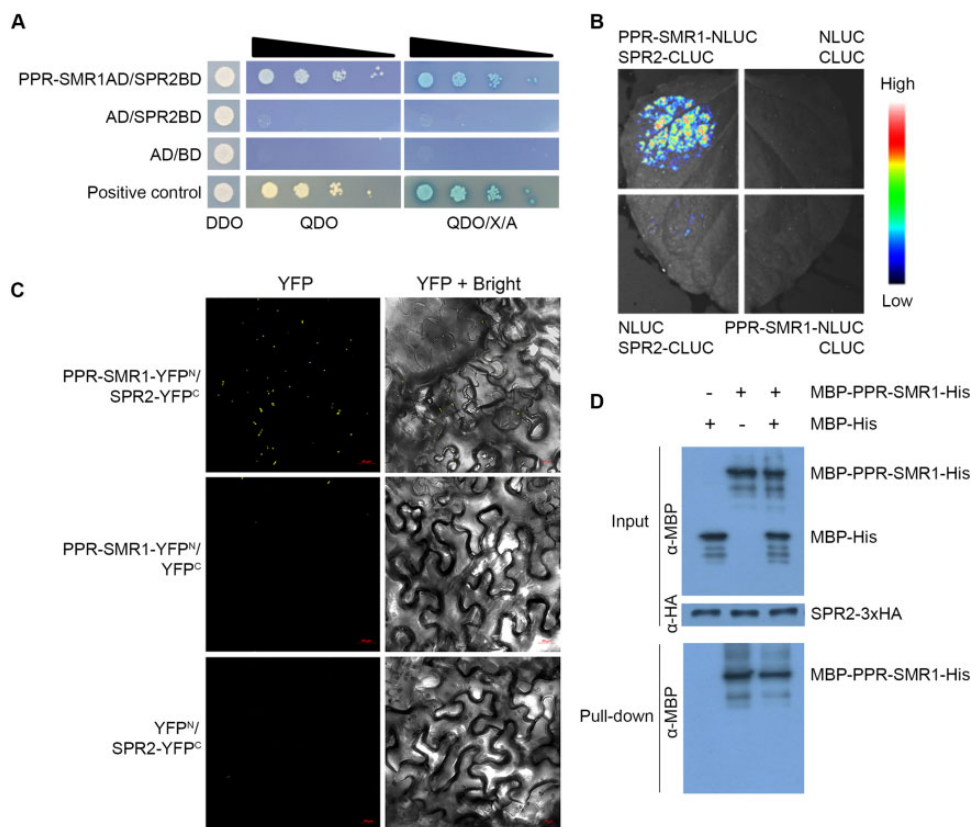 A
PPR-SMR1AD/SPR2BD
AD/SPR2BD
AD/BD
Positive control
DDO
QDO
QDO/X/A
B
PPR-SMR1-NLUC
SPR2-CLUC
NLUC
CLUC
High
Low
NLUC
SPR2-CLUC
PPR-SMR1-NLUC
CLUC
C
YFP
YFP + Bright
PPR-SMR1-YFPᴺ/
SPR2-YFPᶜ
PPR-SMR1-YFPᴺ/
YFPᶜ
YFPᴺ/
SPR2-YFPᶜ
D
- + + MBP-PPR-SMR1-His
+ - + MBP-His
Input
α-MBP
MBP-PPR-SMR1-His
MBP-His
α-HA
SPR2-3xHA
Pull-down
α-MBP
MBP-PPR-SMR1-His